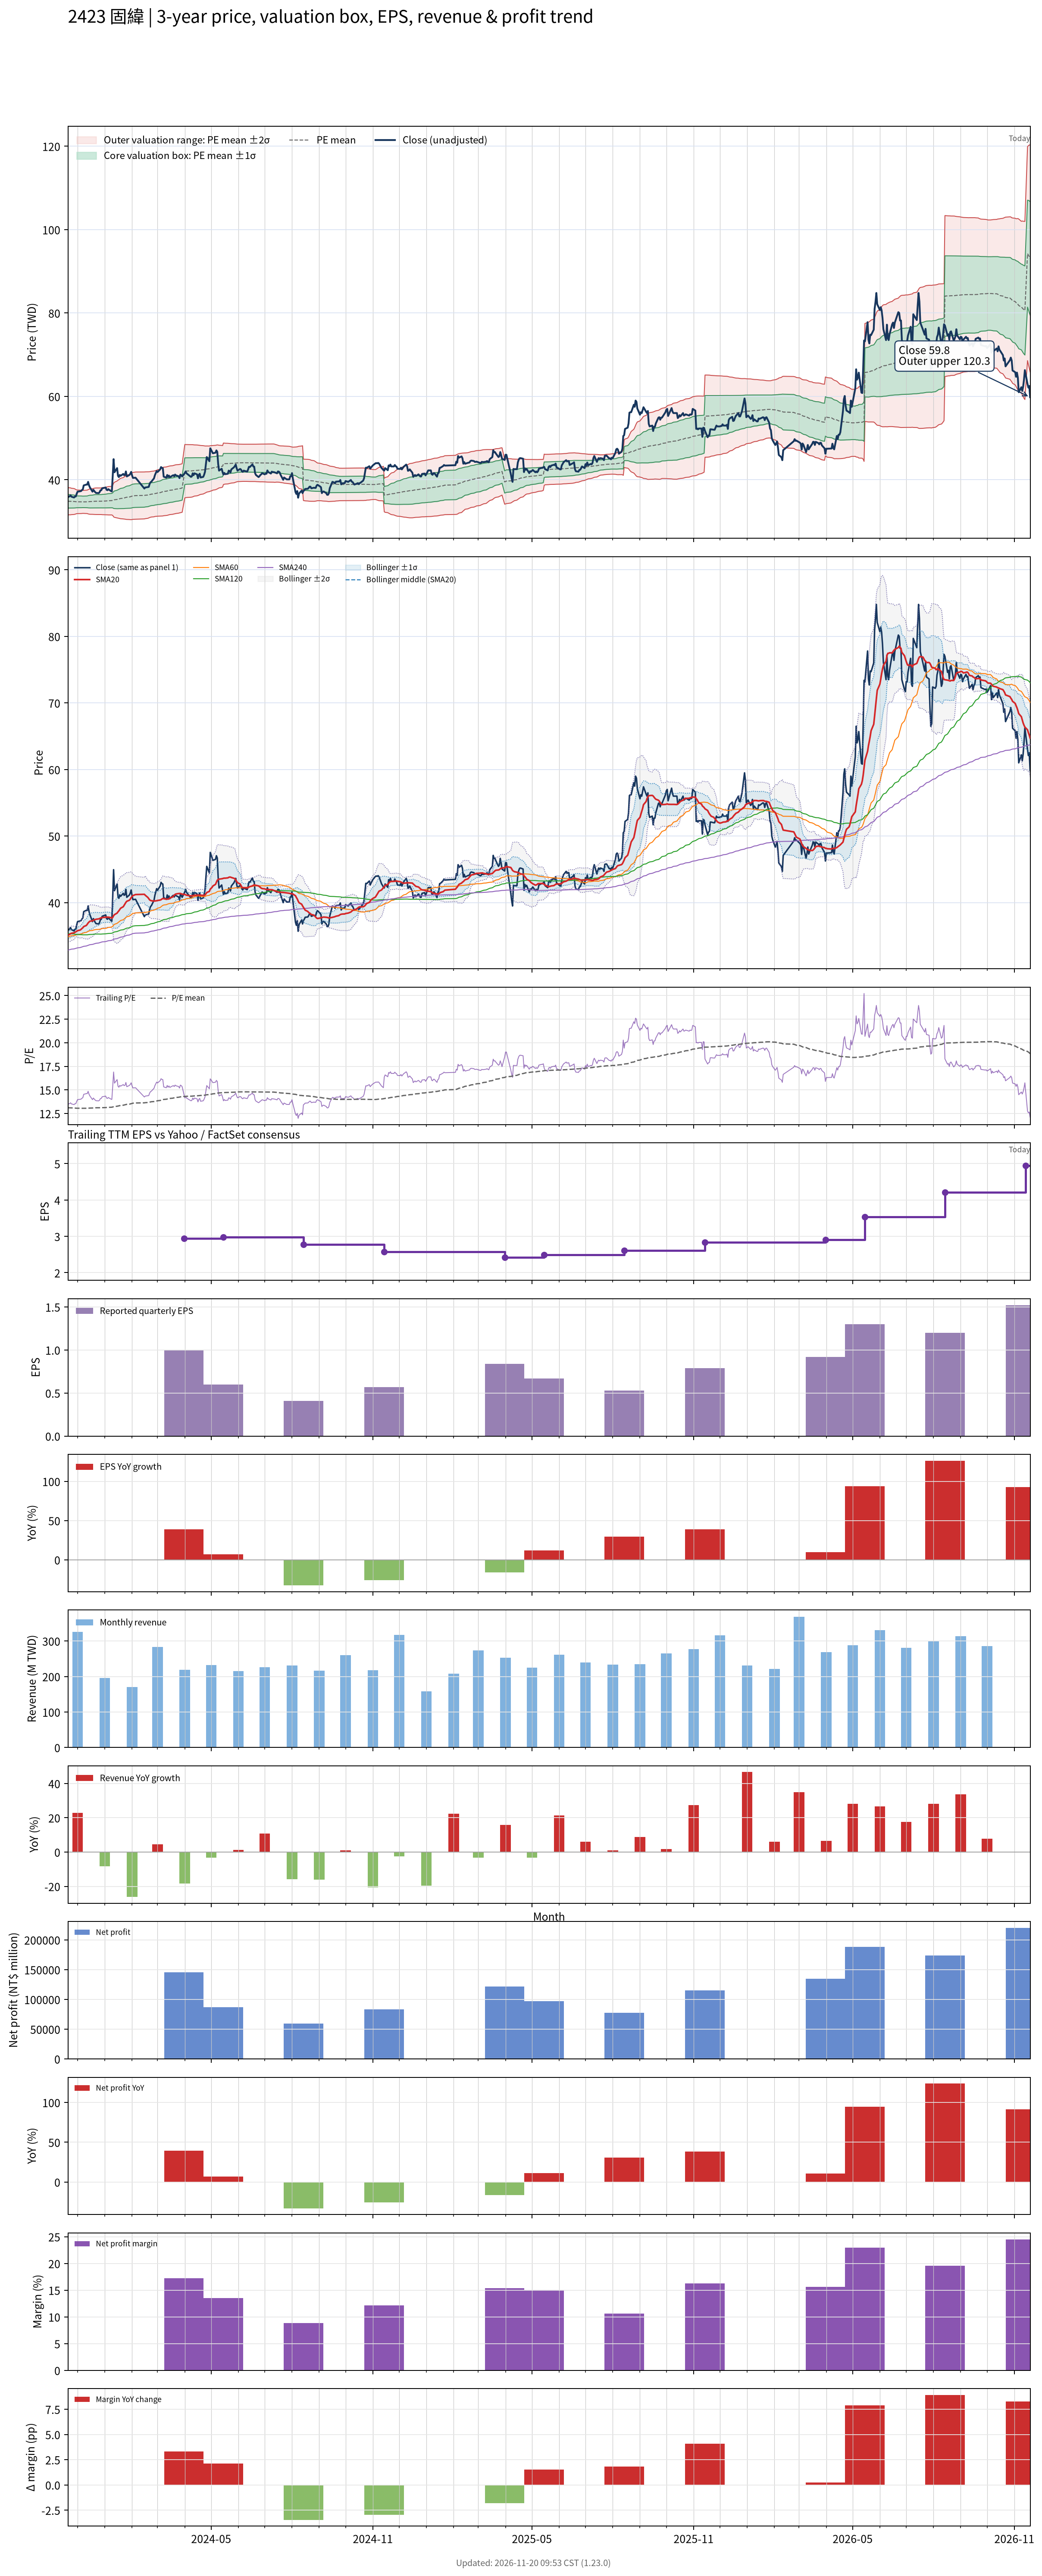 2423 固緯 | 3-year price, valuation box, EPS, revenue & profit trend
Outer valuation range: PE mean ±2σ
PE mean
Close (unadjusted)
Core valuation box: PE mean ±1σ
Today
120
100
80
60
40
Price (TWD)
Close 59.8
Outer upper 120.3
Close (same as panel 1)
SMA60
SMA240
Bollinger ±1σ
SMA20
SMA120
Bollinger ±2σ
Bollinger middle (SMA20)
90
80
70
60
50
40
Price
Trailing P/E
P/E mean
25.0
22.5
20.0
17.5
15.0
12.5
P/E
Trailing TTM EPS vs Yahoo / FactSet consensus
Today
5
4
3
2
EPS
Reported quarterly EPS
1.5
1.0
0.5
0.0
EPS
EPS YoY growth
100
50
0
YoY (%)
Monthly revenue
300
200
100
0
Revenue (M TWD)
Revenue YoY growth
40
20
0
-20
YoY (%)
Month
Net profit
200000
150000
100000
50000
0
Net profit (NT$ million)
Net profit YoY
100
50
0
YoY (%)
Net profit margin
25
20
15
10
5
0
Margin (%)
Margin YoY change
7.5
5.0
2.5
0.0
-2.5
Δ margin (pp)
2024-05
2024-11
2025-05
2025-11
2026-05
2026-11
Updated: 2026-11-20 09:53 CST (1.23.0)